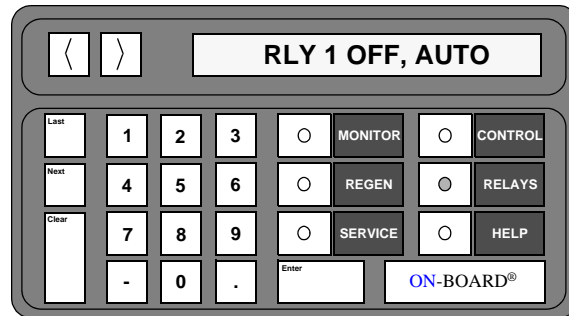 〈 〉 RLY 1 OFF, AUTO
Last 1 2 3 MONITOR CONTROL
Next 4 5 6 REGEN RELAYS
Clear 7 8 9 SERVICE HELP
- 0 . Enter ON-BOARD®